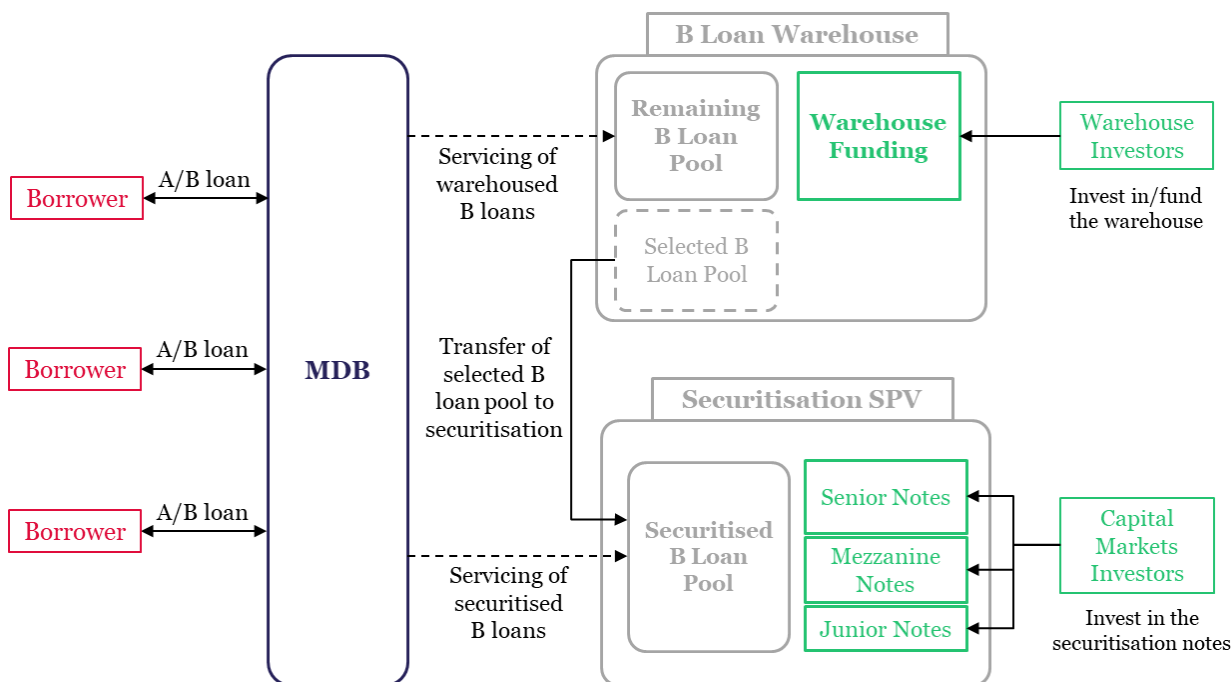 B Loan Warehouse
Remaining
B Loan
Pool
Warehouse
Funding
Warehouse
Investors
Invest in/fund
the warehouse
Servicing of
warehoused
B loans
Selected B
Loan Pool
Borrower
A/B loan
Borrower
A/B loan
Borrower
A/B loan
MDB
Transfer of
selected B
loan pool to
securitisation
Securitisation SPV
Securitised
B Loan
Pool
Senior Notes
Mezzanine
Notes
Junior Notes
Capital
Markets
Investors
Invest in the
securitisation notes
Servicing of
securitised
B loans